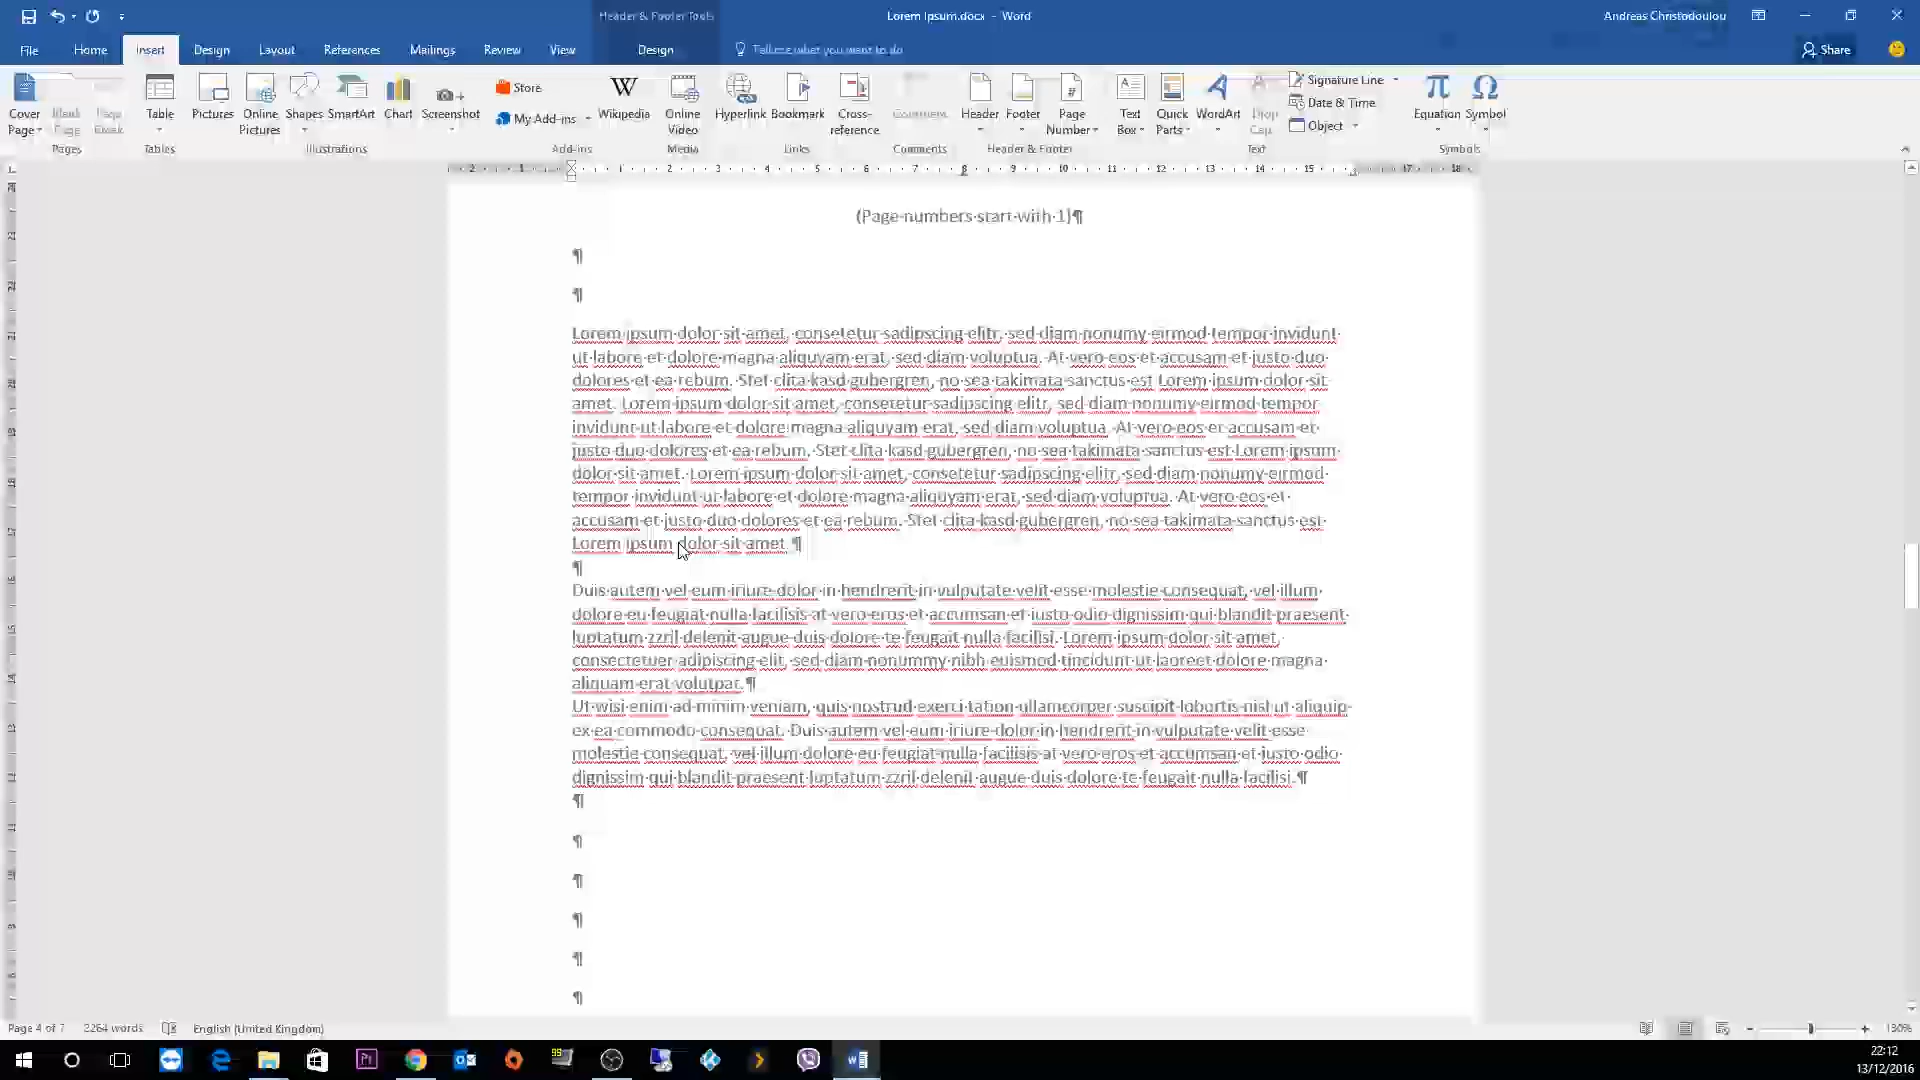 Header & Footer Tools
Lorem Ipsum.docx - Word
Andreas Christodoulou
File Home Insert Design Layout References Mailings Review View Design Tell me what you want to do Share
Cover Page
Blank Page
Page Break
Table
Pictures
Online Pictures
Shapes
SmartArt
Chart
Screenshot
Store
My Add-ins
Wikipedia
Online Video
Hyperlink
Bookmark
Cross-reference
Comment
Header
Footer
Page Number
Text Box
Quick Parts
WordArt
Drop Cap
Signature Line
Date & Time
Object
Equation
Symbol
Pages Tables Illustrations Add-ins Media Links Comments Header & Footer Text Symbols
2 1 1 2 3 4 5 6 7 8 9 10 11 12 13 14 15 17 18
(Page numbers start with 1)¶
¶
¶
Lorem ipsum dolor sit amet, consetetur sadipscing elitr, sed diam nonumy eirmod tempor invidunt
ut labore et dolore magna aliquyam erat, sed diam voluptua. At vero eos et accusam et justo duo
dolores et ea rebum. Stet clita kasd gubergren, no sea takimata sanctus est Lorem ipsum dolor sit
amet. Lorem ipsum dolor sit amet, consetetur sadipscing elitr, sed diam nonumy eirmod tempor
invidunt ut labore et dolore magna aliquyam erat, sed diam voluptua. At vero eos et accusam et
justo duo dolores et ea rebum. Stet clita kasd gubergren, no sea takimata sanctus est Lorem ipsum
dolor sit amet. Lorem ipsum dolor sit amet, consetetur sadipscing elitr, sed diam nonumy eirmod
tempor invidunt ut labore et dolore magna aliquyam erat, sed diam voluptua. At vero eos et
accusam et justo duo dolores et ea rebum. Stet clita kasd gubergren, no sea takimata sanctus est
Lorem ipsum dolor sit amet.¶
¶
Duis autem vel eum iriure dolor in hendrerit in vulputate velit esse molestie consequat, vel illum
dolore eu feugiat nulla facilisis at vero eros et accumsan et iusto odio dignissim qui blandit praesent
luptatum zzril delenit augue duis dolore te feugait nulla facilisi. Lorem ipsum dolor sit amet,
consectetuer adipiscing elit, sed diam nonummy nibh euismod tincidunt ut laoreet dolore magna
aliquam erat volutpat.¶
Ut wisi enim ad minim veniam, quis nostrud exerci tation ullamcorper suscipit lobortis nisl ut aliquip
ex ea commodo consequat. Duis autem vel eum iriure dolor in hendrerit in vulputate velit esse
molestie consequat, vel illum dolore eu feugiat nulla facilisis at vero eros et accumsan et iusto odio
dignissim qui blandit praesent luptatum zzril delenit augue duis dolore te feugait nulla facilisi.¶
¶
¶
¶
¶
¶
¶
Page 4 of 7 2264 words English (United Kingdom) 130%
22:12
13/12/2016